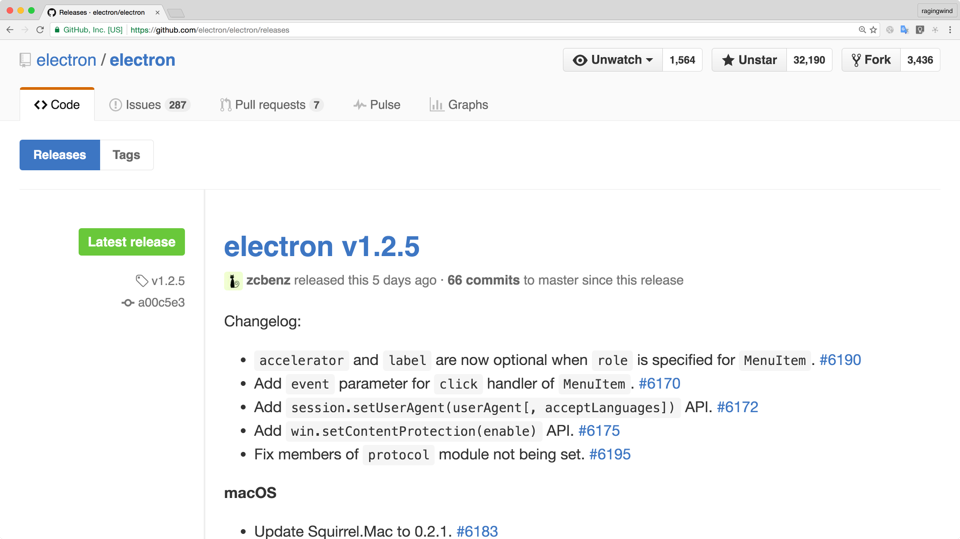 Releases · electron/electron
ragingwind
GitHub, Inc. [US] https://github.com/electron/electron/releases
electron / electron
Unwatch 1,564
Unstar 32,190
Fork 3,436
Code
Issues 287
Pull requests 7
Pulse
Graphs
Releases
Tags
Latest release
v1.2.5
a00c5e3
electron v1.2.5
zcbenz released this 5 days ago · 66 commits to master since this release
Changelog:
• accelerator and label are now optional when role is specified for MenuItem. #6190
• Add event parameter for click handler of MenuItem. #6170
• Add session.setUserAgent(userAgent[, acceptLanguages]) API. #6172
• Add win.setContentProtection(enable) API. #6175
• Fix members of protocol module not being set. #6195
macOS
• Update Squirrel.Mac to 0.2.1. #6183